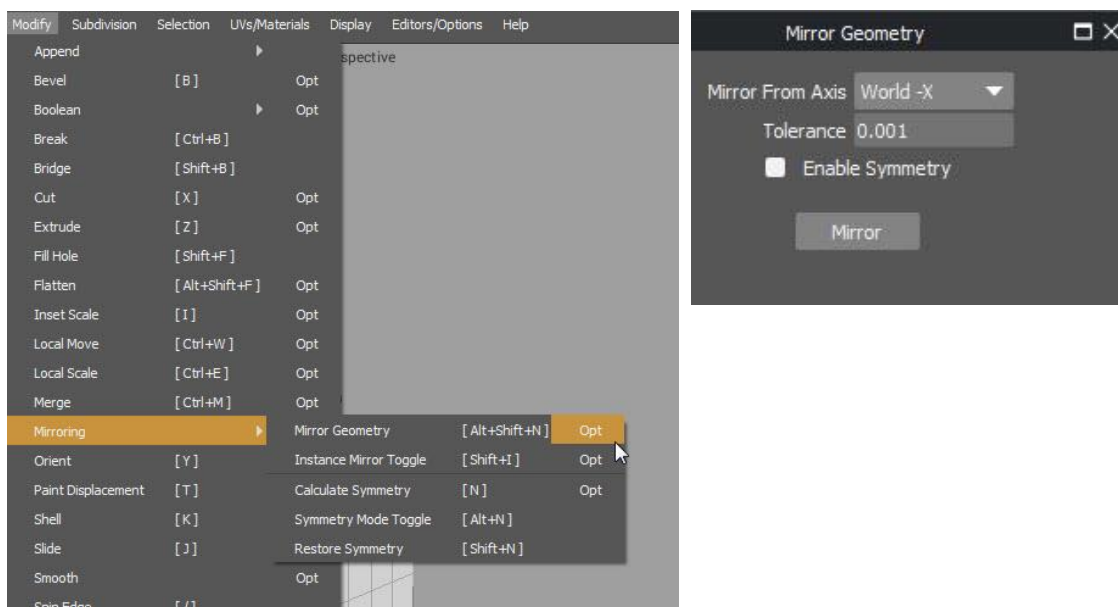 Modify Subdivision Selection UVs/Materials Display Editors/Options Help
Append
spective
Bevel [B] Opt
Boolean Opt
Break [Ctrl+B]
Bridge [Shift+B]
Cut [X] Opt
Extrude [Z] Opt
Fill Hole [Shift+F]
Flatten [Alt+Shift+F] Opt
Inset Scale [I] Opt
Local Move [Ctrl+W] Opt
Local Scale [Ctrl+E] Opt
Merge [Ctrl+M] Opt
Mirroring
Orient [Y]
Paint Displacement [T]
Shell [K]
Slide [J]
Smooth Opt
Spin Edge [/]
Mirror Geometry [Alt+Shift+N] Opt
Instance Mirror Toggle [Shift+I] Opt
Calculate Symmetry [N] Opt
Symmetry Mode Toggle [Alt+N]
Restore Symmetry [Shift+N]
Mirror Geometry
Mirror From Axis World -X
Tolerance 0.001
Enable Symmetry
Mirror